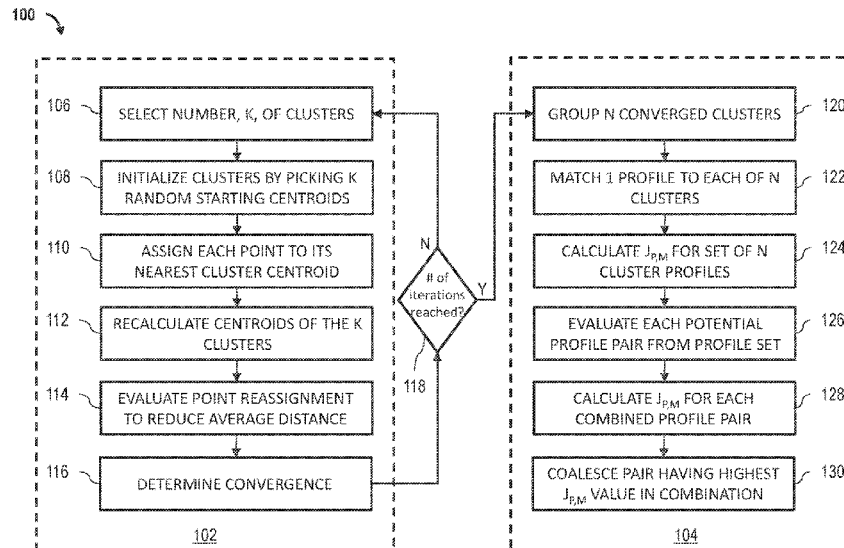 100
106
SELECT NUMBER, K, OF CLUSTERS
108
INITIALIZE CLUSTERS BY PICKING K
RANDOM STARTING CENTROIDS
110
ASSIGN EACH POINT TO ITS
NEAREST CLUSTER CENTROID
112
RECALCULATE CENTROIDS OF THE K
CLUSTERS
114
EVALUATE POINT REASSIGNMENT
TO REDUCE AVERAGE DISTANCE
116
DETERMINE CONVERGENCE
102
N
# of
iterations
reached?
Y
118
GROUP N CONVERGED CLUSTERS
120
MATCH 1 PROFILE TO EACH OF N
CLUSTERS
122
CALCULATE J_{P,M} FOR SET OF N
CLUSTER PROFILES
124
EVALUATE EACH POTENTIAL
PROFILE PAIR FROM PROFILE SET
126
CALCULATE J_{P,M} FOR EACH
COMBINED PROFILE PAIR
128
COALESCE PAIR HAVING HIGHEST
J_{P,M} VALUE IN COMBINATION
130
104